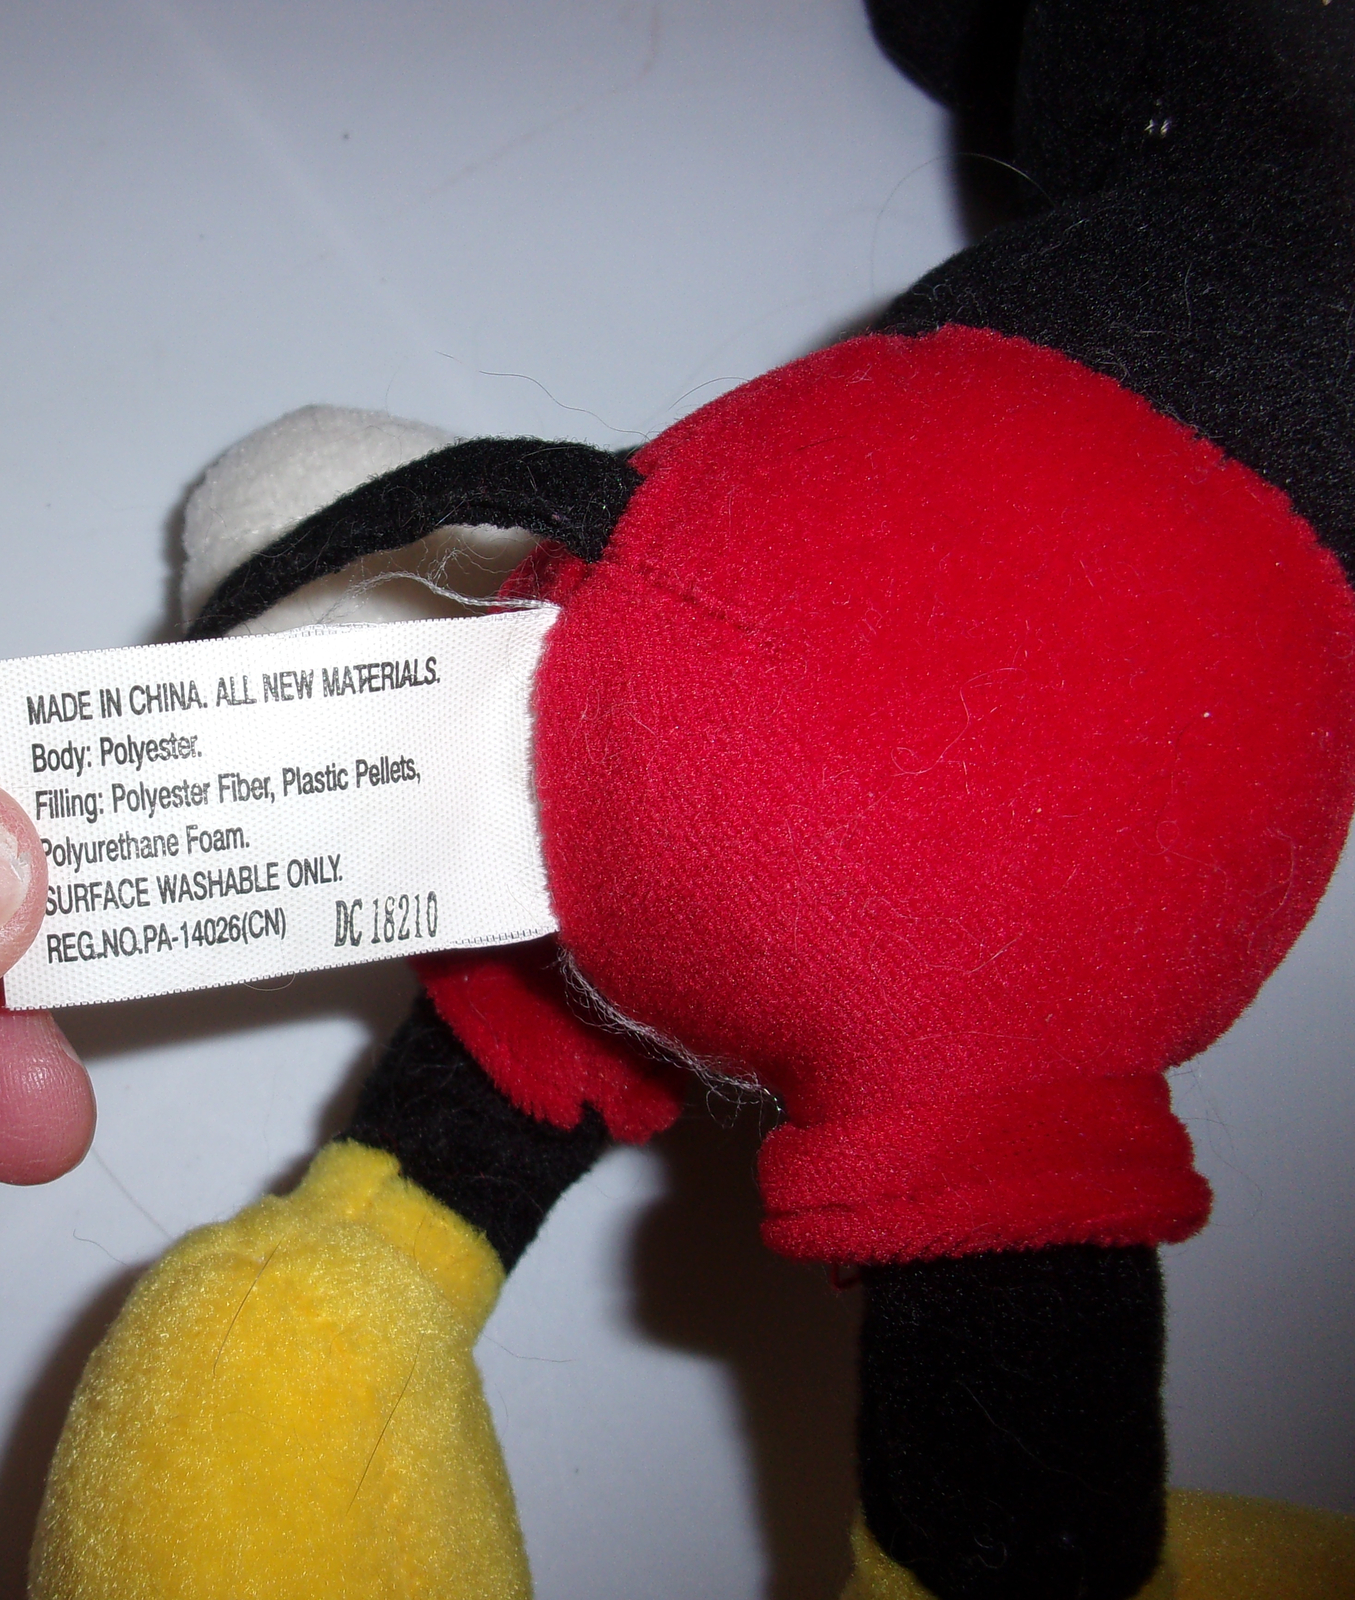 MADE IN CHINA. ALL NEW MATERIALS.
Body: Polyester.
Filling: Polyester Fiber, Plastic Pellets,
Polyurethane Foam.
SURFACE WASHABLE ONLY.
REG.NO.PA-14026(CN) DC 18210